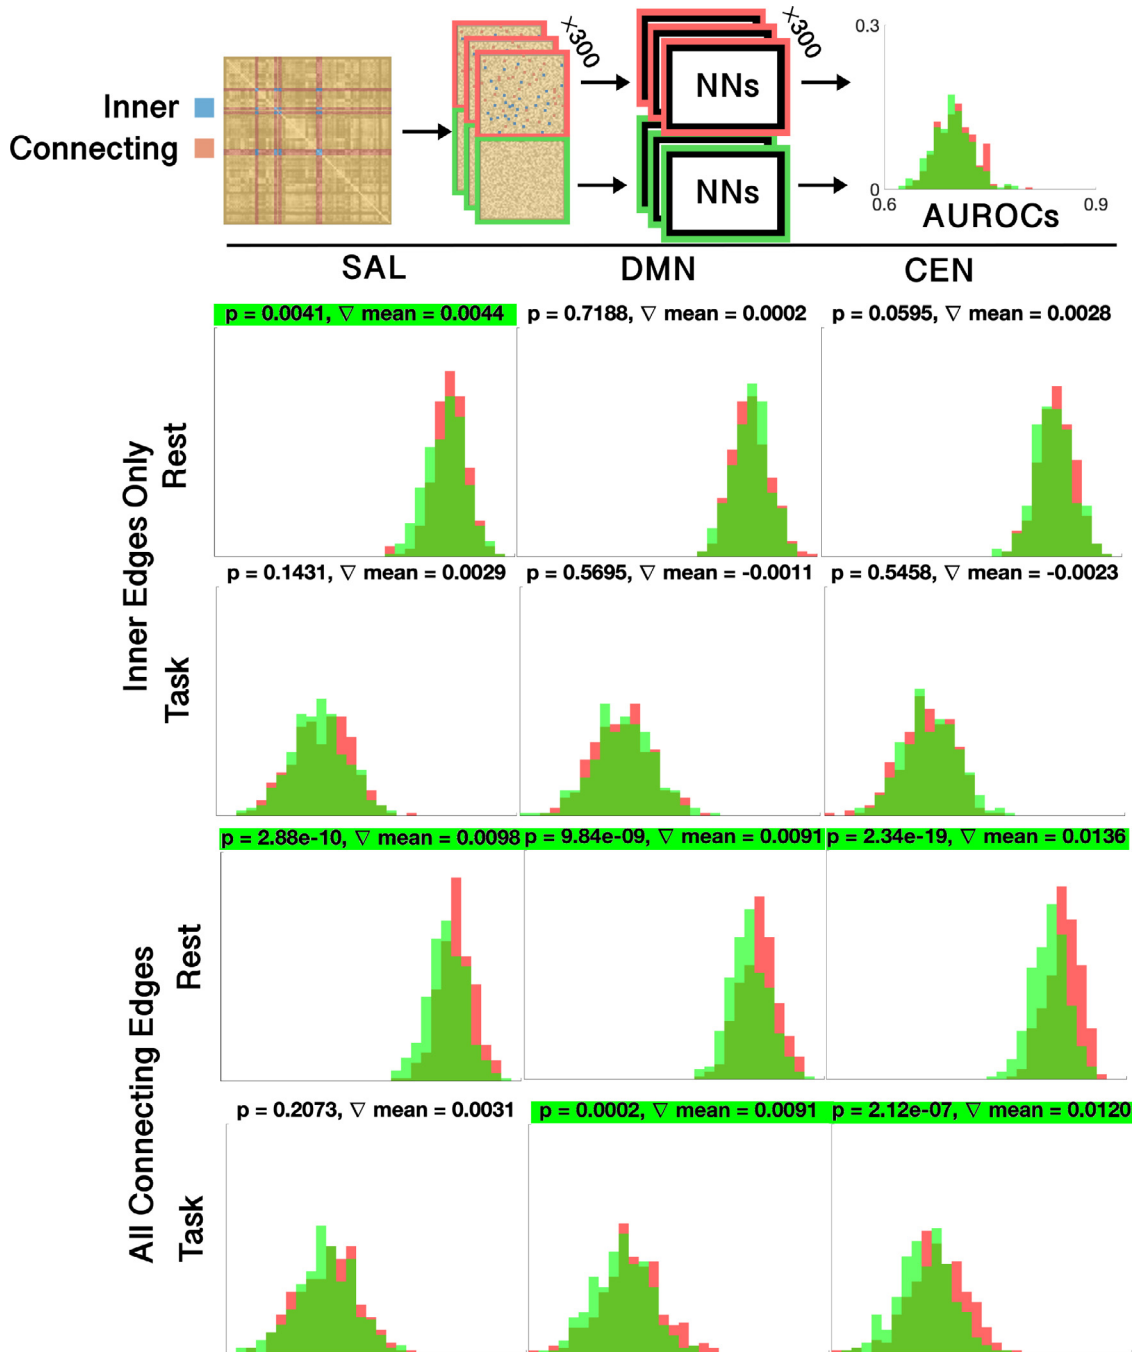 Inner
Connecting
×300
×300
NNs
NNs
0.3
0
0.6
0.9
AUROCs
SAL
DMN
CEN
Inner Edges Only
Rest
p = 0.0041, ∇ mean = 0.0044
p = 0.7188, ∇ mean = 0.0002
p = 0.0595, ∇ mean = 0.0028
Task
p = 0.1431, ∇ mean = 0.0029
p = 0.5695, ∇ mean = -0.0011
p = 0.5458, ∇ mean = -0.0023
All Connecting Edges
Rest
p = 2.88e-10, ∇ mean = 0.0098
p = 9.84e-09, ∇ mean = 0.0091
p = 2.34e-19, ∇ mean = 0.0136
Task
p = 0.2073, ∇ mean = 0.0031
p = 0.0002, ∇ mean = 0.0091
p = 2.12e-07, ∇ mean = 0.0120